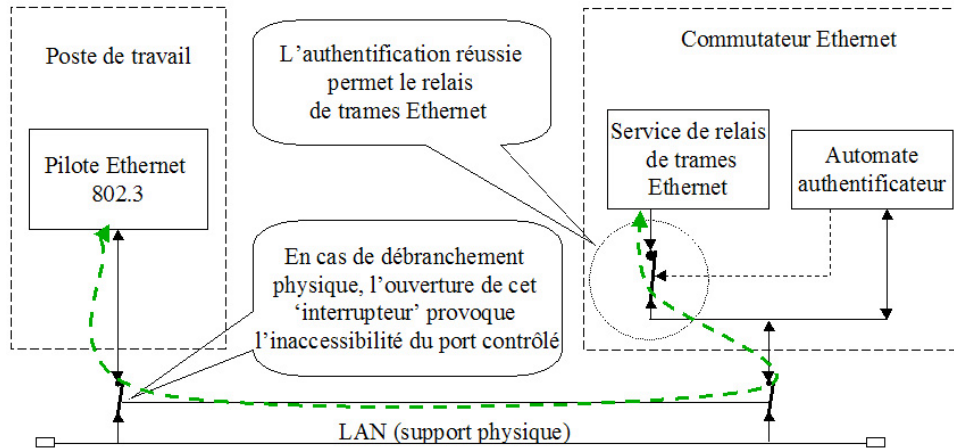 Poste de travail
Pilote Ethernet
802.3
L’authentification réussie
permet le relais
de trames Ethernet
Commutateur Ethernet
Service de relais
de trames
Ethernet
Automate
authentificateur
En cas de débranchement
physique, l’ouverture de cet
‘interrupteur’ provoque
l’inaccessibilité du port contrôlé
LAN (support physique)